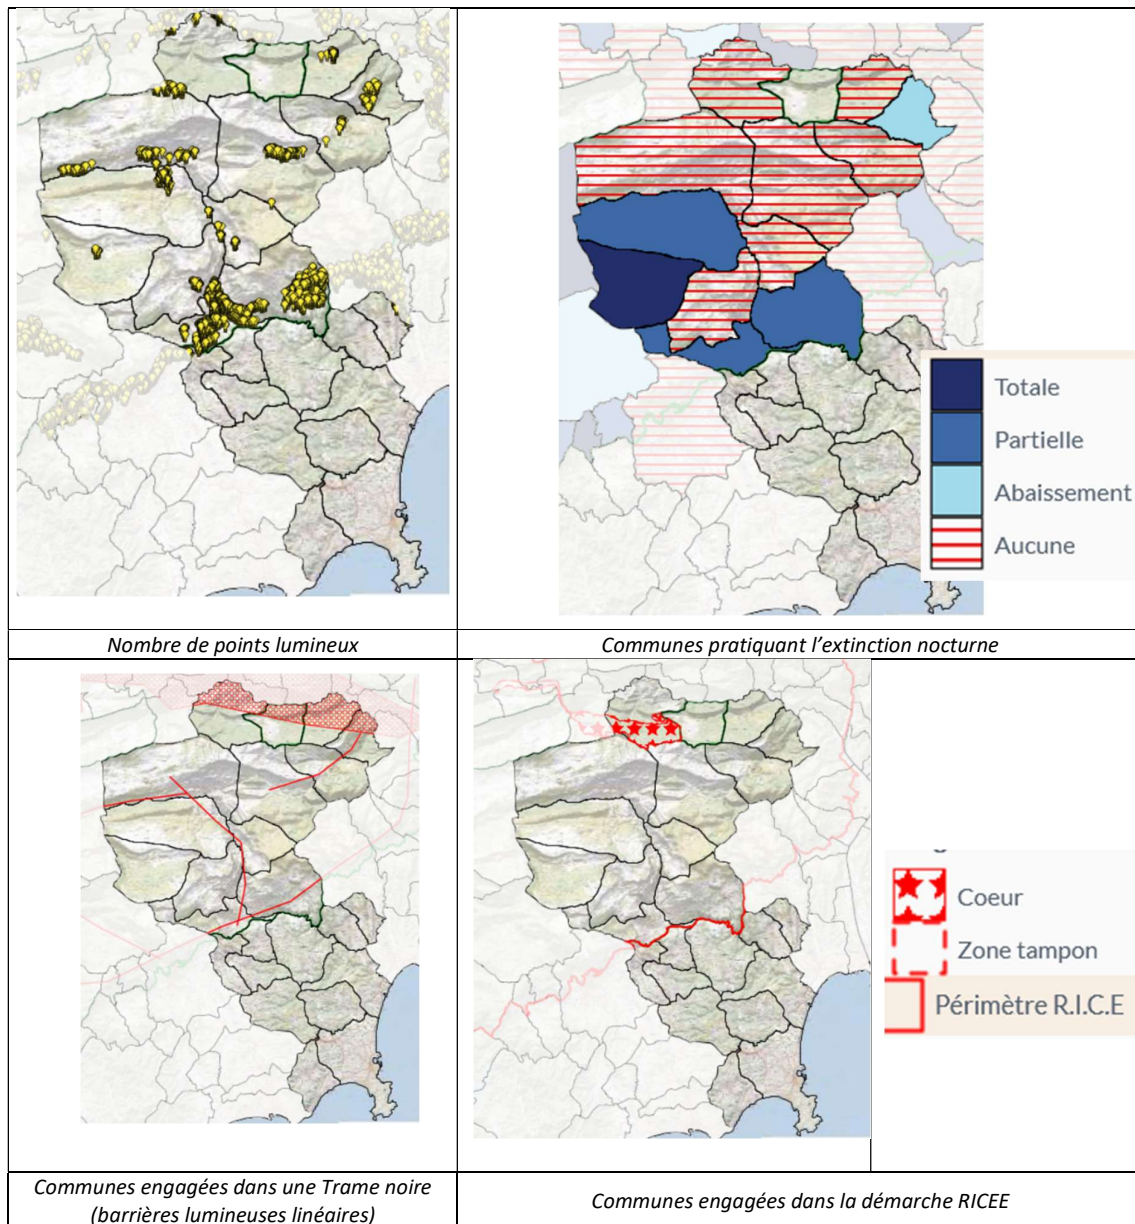 Totale
Partielle
Abaissement
Aucune
Nombre de points lumineux
Communes pratiquant l’extinction nocturne
Coeur
Zone tampon
Périmètre R.I.C.E
Communes engagées dans une Trame noire
(barrières lumineuses linéaires)
Communes engagées dans la démarche RICEE